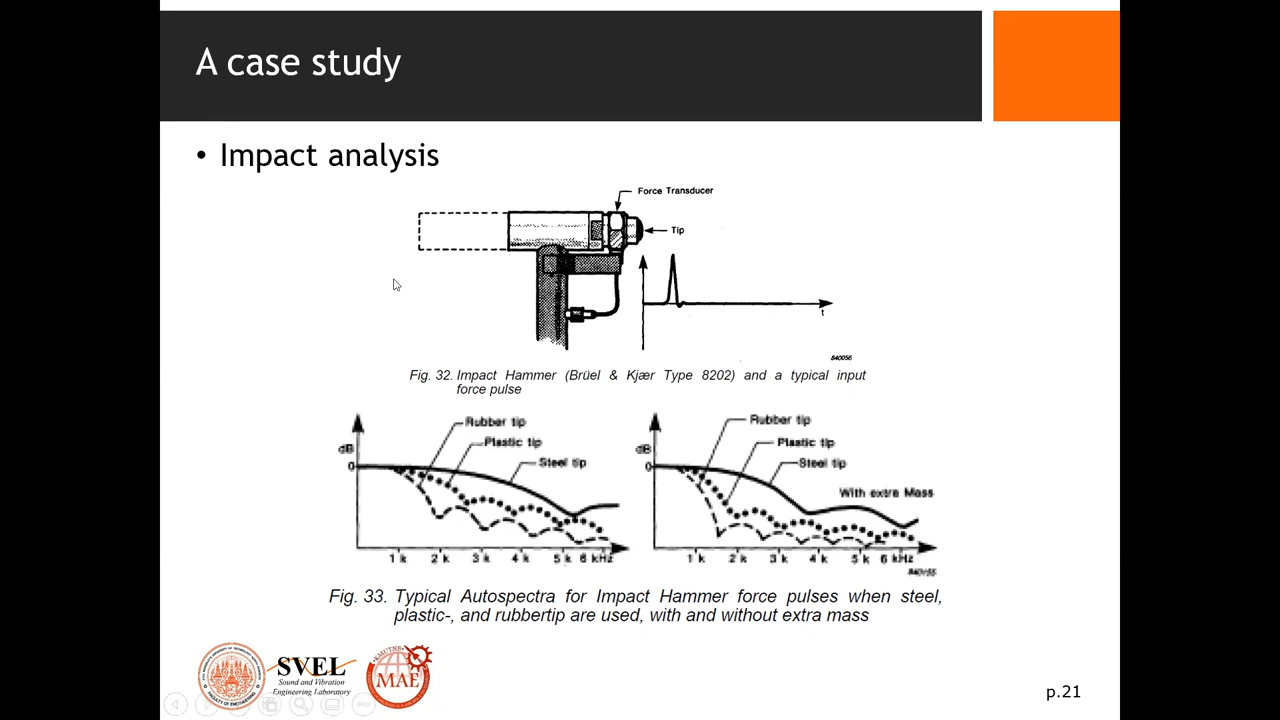 A case study
• Impact analysis
Force Transducer
Tip
t
840056
Fig. 32. Impact Hammer (Brüel & Kjær Type 8202) and a typical input
force pulse
Rubber tip
Plastic tip
Steel tip
dB
0
1 k 2 k 3 k 4 k 5 k 6 kHz
Rubber tip
Plastic tip
Steel tip
With extra Mass
dB
0
1 k 2 k 3 k 4 k 5 k 6 kHz
Fig. 33. Typical Autospectra for Impact Hammer force pulses when steel,
plastic-, and rubbertip are used, with and without extra mass
SVEL
Sound and Vibration
Engineering Laboratory
KMUTNB
MAE
p.21